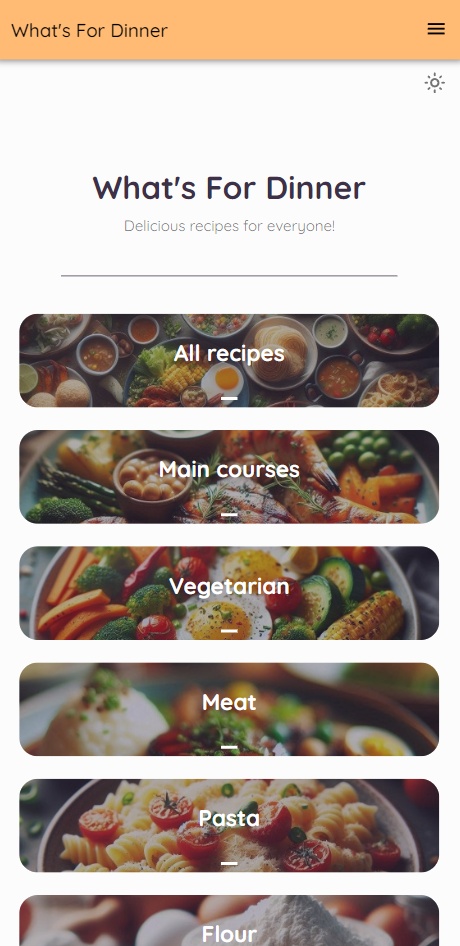 What's For Dinner
What's For Dinner
Delicious recipes for everyone!
All recipes
Main courses
Vegetarian
Meat
Pasta
Flour